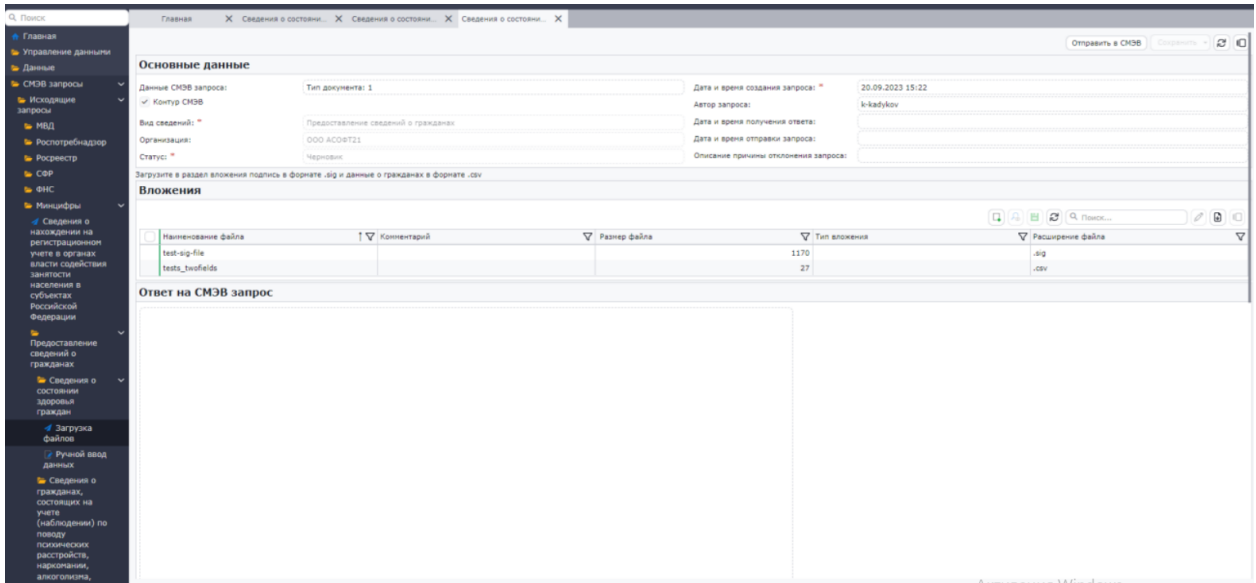 Поиск
Главная
Сведения о состояни...
Сведения о состояни...
Сведения о состояни...
Главная
Управление данными
Данные
СМЭВ запросы
Исходящие
запросы
МВД
Роспотребнадзор
Росреестр
СФР
ФНС
Минцифры
Сведения о
нахождении на
регистрационном
учете в органах
власти содействия
занятости
населения в
субъектах
Российской
Федерации
Предоставление
сведений о
гражданах
Сведения о
состоянии
здоровья
граждан
Загрузка
файлов
Ручной ввод
данных
Сведения о
гражданах,
состоящих на
учете
(наблюдении) по
поводу
психических
расстройств,
наркомании,
алкоголизма,
Отправить в СМЭВ Сохранить
Основные данные
Данные СМЭВ запроса: Тип документа: 1
Контур СМЭВ
Вид сведений: * Предоставление сведений о гражданах
Организация: ООО АСОФТ21
Статус: * Черновик
Дата и время создания запроса: * 20.09.2023 15:22
Автор запроса: k-kadykov
Дата и время получения ответа:
Дата и время отправки запроса:
Описание причины отклонения запроса:
Загрузите в раздел вложения подпись в формате .sig и данные о гражданах в формате .csv
Вложения
Поиск...
Наименование файла Комментарий Размер файла Тип вложения Расширение файла
test-sig-file 1170 .sig
tests_twofields 27 .csv
Ответ на СМЭВ запрос
Активация Windows